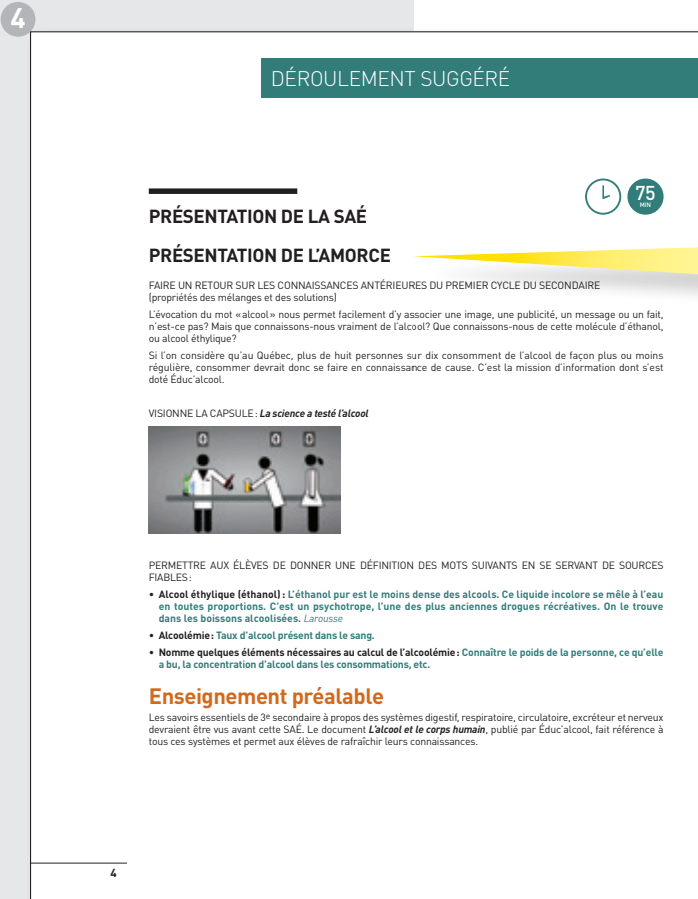 4
DÉROULEMENT SUGGÉRÉ
75
MIN
PRÉSENTATION DE LA SAÉ
PRÉSENTATION DE L'AMORCE
FAIRE UN RETOUR SUR LES CONNAISSANCES ANTÉRIEURES DU PREMIER CYCLE DU SECONDAIRE
(propriétés des mélanges et des solutions)
L'évocation du mot «alcool» nous permet facilement d'y associer une image, une publicité, un message ou un fait,
n'est-ce pas? Mais que connaissons-nous vraiment de l'alcool? Que connaissons-nous de cette molécule d'éthanol,
ou alcool éthylique?
Si l'on considère qu'au Québec, plus de huit personnes sur dix consomment de l'alcool de façon plus ou moins
régulière, consommer devrait donc se faire en connaissance de cause. C'est la mission d'information dont s'est
doté Éduc'alcool.
VISIONNE LA CAPSULE : La science a testé l'alcool
0 0 0
PERMETTRE AUX ÉLÈVES DE DONNER UNE DÉFINITION DES MOTS SUIVANTS EN SE SERVANT DE SOURCES
FIABLES :
• Alcool éthylique (éthanol) : L'éthanol pur est le moins dense des alcools. Ce liquide incolore se mêle à l'eau
en toutes proportions. C'est un psychotrope, l'une des plus anciennes drogues récréatives. On le trouve
dans les boissons alcoolisées. Larousse
• Alcoolémie : Taux d'alcool présent dans le sang.
• Nomme quelques éléments nécessaires au calcul de l'alcoolémie : Connaître le poids de la personne, ce qu'elle
a bu, la concentration d'alcool dans les consommations, etc.
Enseignement préalable
Les savoirs essentiels de 3e secondaire à propos des systèmes digestif, respiratoire, circulatoire, excréteur et nerveux
devraient être vus avant cette SAÉ. Le document L'alcool et le corps humain, publié par Éduc'alcool, fait référence à
tous ces systèmes et permet aux élèves de rafraîchir leurs connaissances.
4